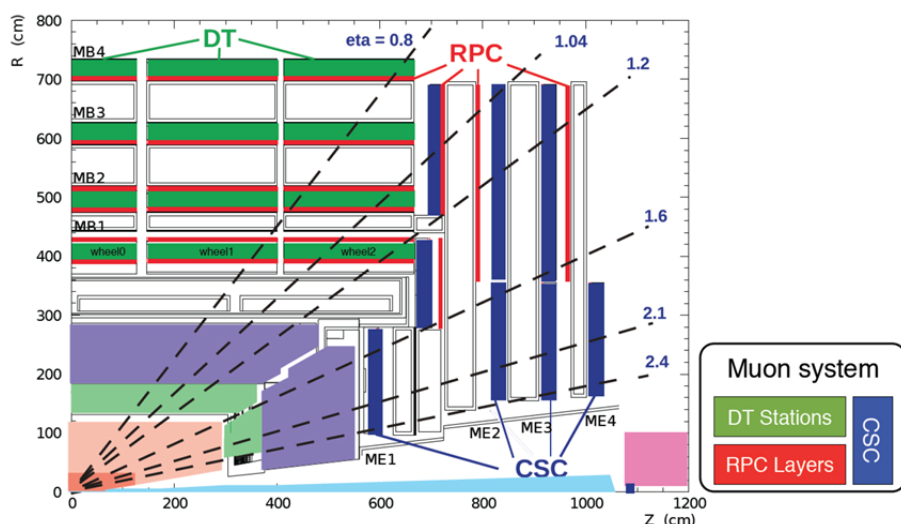 R (cm)
800
700
600
500
400
300
200
100
0
MB4
MB3
MB2
MB1
DT
eta = 0.8
RPC
1.04
1.2
1.6
2.1
2.4
wheel0
wheel1
wheel2
ME1
ME2
ME3
ME4
CSC
0
200
400
600
800
1000
1200
Z (cm)
Muon system
DT Stations
RPC Layers
CSC